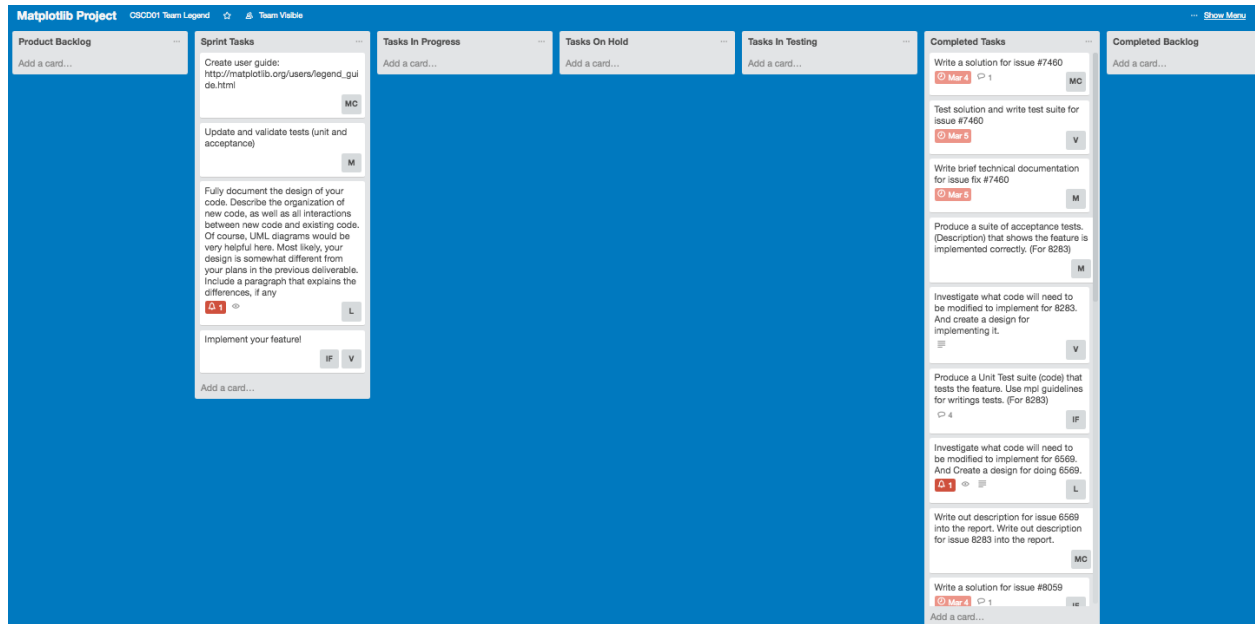 Matplotlib Project CSCD01 Team Legend Team Visible ... Show Menu
Product Backlog ...
Add a card...
Sprint Tasks ...
Create user guide:
http://matplotlib.org/users/legend_gui
de.html
MC
Update and validate tests (unit and
acceptance)
M
Fully document the design of your
code. Describe the organization of
new code, as well as all interactions
between new code and existing code.
Of course, UML diagrams would be
very helpful here. Most likely, your
design is somewhat different from
your plans in the previous deliverable.
Include a paragraph that explains the
differences, if any
1
L
Implement your feature!
IF V
Add a card...
Tasks In Progress ...
Add a card...
Tasks On Hold ...
Add a card...
Tasks In Testing ...
Add a card...
Completed Tasks ...
Write a solution for issue #7460
Mar 4 1
MC
Test solution and write test suite for
issue #7460
Mar 5
V
Write brief technical documentation
for issue fix #7460
Mar 5
M
Produce a suite of acceptance tests.
(Description) that shows the feature is
implemented correctly. (For 8283)
M
Investigate what code will need to
be modified to implement for 8283.
And create a design for
implementing it.
V
Produce a Unit Test suite (code) that
tests the feature. Use mpl guidelines
for writings tests. (For 8283)
4
IF
Investigate what code will need to
be modified to implement for 6569.
And Create a design for doing 6569.
1
L
Write out description for issue 6569
into the report. Write out description
for issue 8283 into the report.
MC
Write a solution for issue #8059
Mar 4 1
IF
Add a card...
Completed Backlog
Add a card...